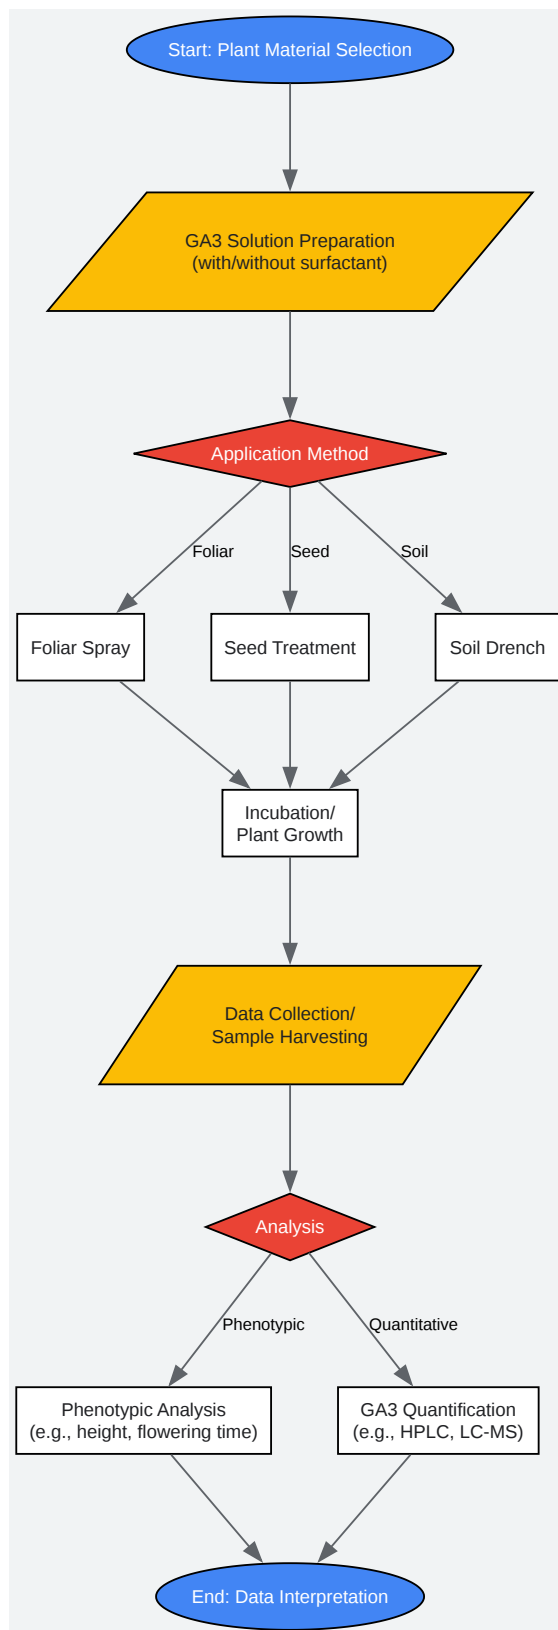 Start: Plant Material Selection
GA3 Solution Preparation
(with/without surfactant)
Application Method
Foliar
Seed
Soil
Foliar Spray
Seed Treatment
Soil Drench
Incubation/
Plant Growth
Data Collection/
Sample Harvesting
Analysis
Phenotypic
Quantitative
Phenotypic Analysis
(e.g., height, flowering time)
GA3 Quantification
(e.g., HPLC, LC-MS)
End: Data Interpretation